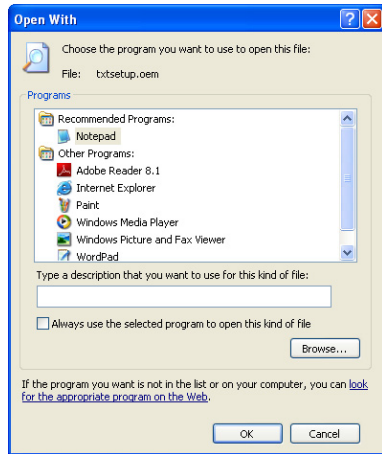 Open With
Choose the program you want to use to open this file:
File: txtsetup.oem
Programs
Recommended Programs:
Notepad
Other Programs:
Adobe Reader 8.1
Internet Explorer
Paint
Windows Media Player
Windows Picture and Fax Viewer
WordPad
Type a description that you want to use for this kind of file:
Always use the selected program to open this kind of file
Browse...
If the program you want is not in the list or on your computer, you can look
for the appropriate program on the Web.
OK Cancel